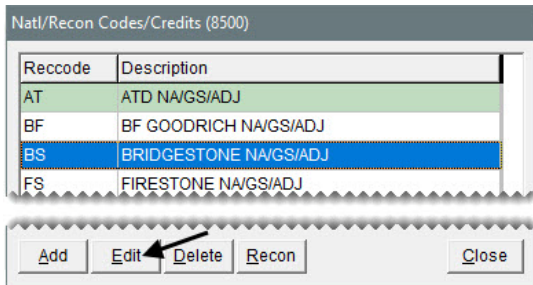 Natl/Recon Codes/Credits (8500)
Reccode Description
AT ATD NA/GS/ADJ
BF BF GOODRICH NA/GS/ADJ
BS BRIDGESTONE NA/GS/ADJ
FS FIRESTONE NA/GS/ADJ
Add Edit Delete Recon Close